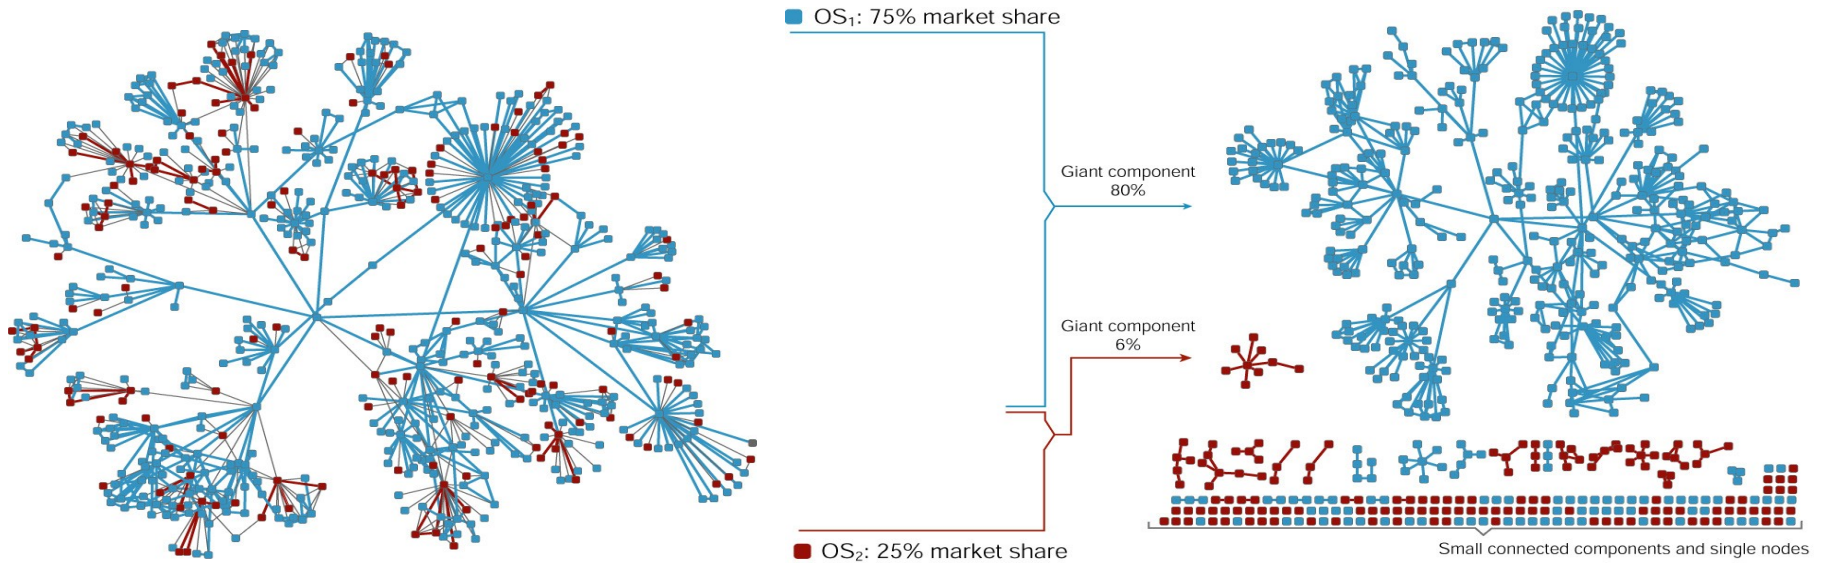 OS₁: 75% market share
Giant component
80%
Giant component
6%
OS₂: 25% market share
Small connected components and single nodes